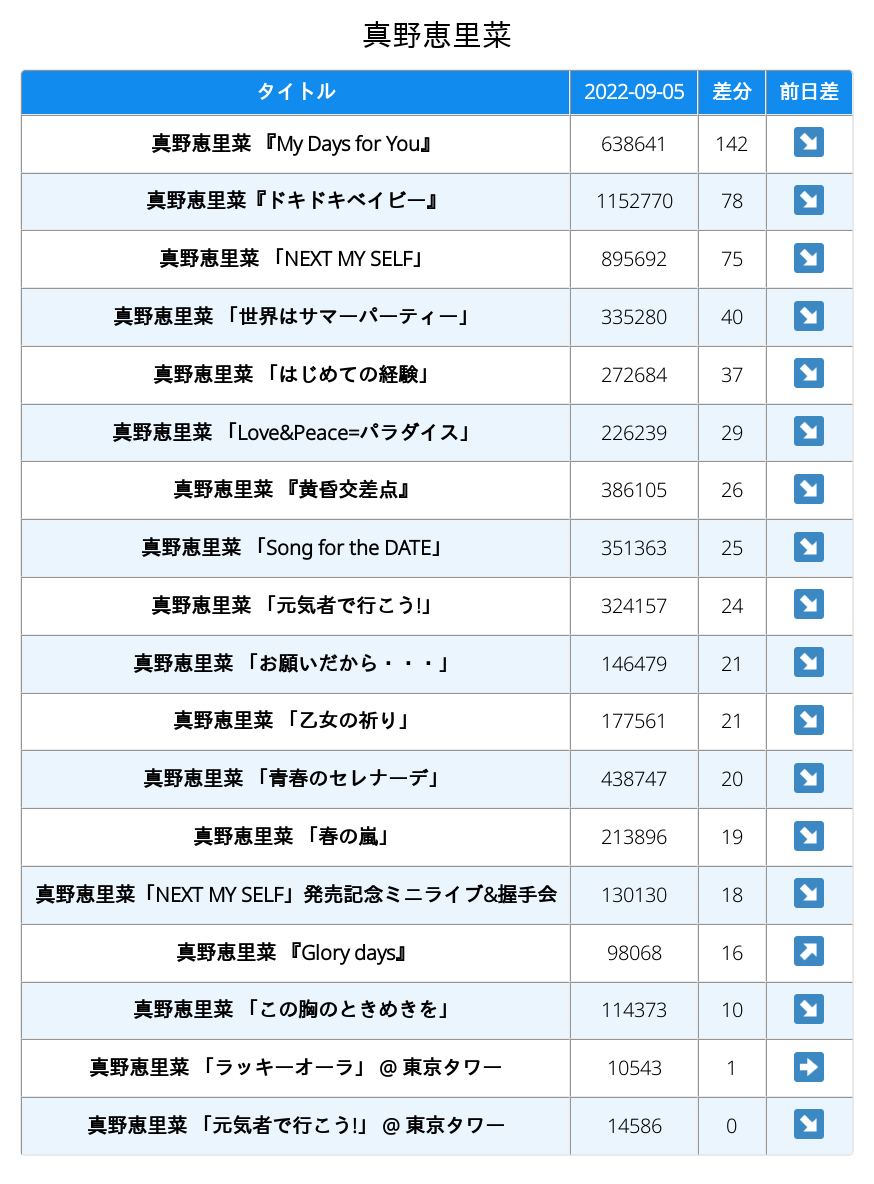 真野恵里菜
タイトル 2022-09-05 差分 前日差
真野恵里菜 『My Days for You』 638641 142 ↘
真野恵里菜『ドキドキベイビー』 1152770 78 ↘
真野恵里菜 「NEXT MY SELF」 895692 75 ↘
真野恵里菜 「世界はサマーパーティー」 335280 40 ↘
真野恵里菜 「はじめての経験」 272684 37 ↘
真野恵里菜 「Love&Peace=パラダイス」 226239 29 ↘
真野恵里菜 『黄昏交差点』 386105 26 ↘
真野恵里菜 「Song for the DATE」 351363 25 ↘
真野恵里菜 「元気者で行こう!」 324157 24 ↘
真野恵里菜 「お願いだから・・・」 146479 21 ↘
真野恵里菜 「乙女の祈り」 177561 21 ↘
真野恵里菜 「青春のセレナーデ」 438747 20 ↘
真野恵里菜 「春の嵐」 213896 19 ↘
真野恵里菜「NEXT MY SELF」発売記念ミニライブ&握手会 130130 18 ↘
真野恵里菜 『Glory days』 98068 16 ↗
真野恵里菜 「この胸のときめきを」 114373 10 ↘
真野恵里菜 「ラッキーオーラ」 @ 東京タワー 10543 1 ➡
真野恵里菜 「元気者で行こう!」 @ 東京タワー 14586 0 ↘